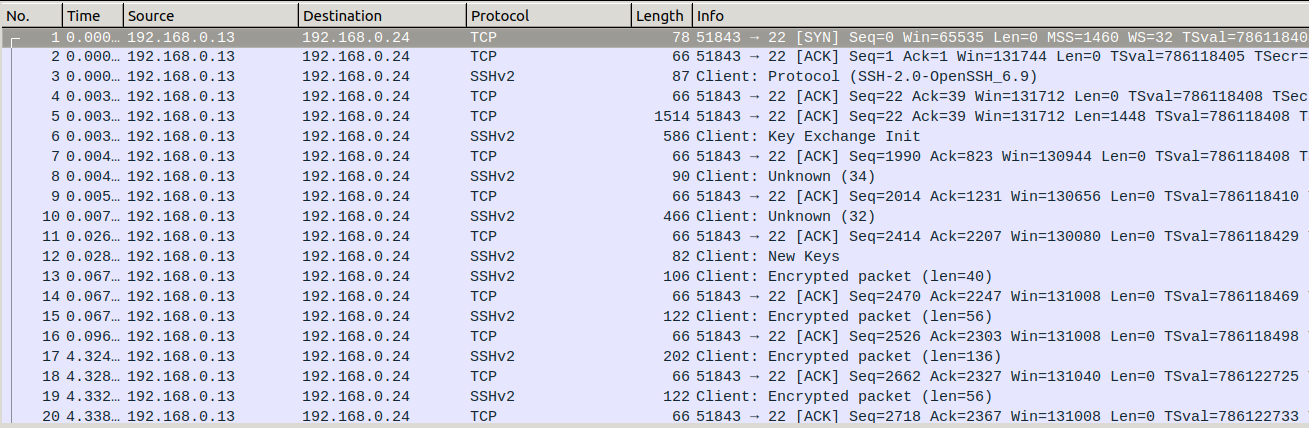 No. Time Source Destination Protocol Length Info
1 0.000… 192.168.0.13 192.168.0.24 TCP 78 51843 → 22 [SYN] Seq=0 Win=65535 Len=0 MSS=1460 WS=32 TSval=78611840
2 0.000… 192.168.0.13 192.168.0.24 TCP 66 51843 → 22 [ACK] Seq=1 Ack=1 Win=131744 Len=0 TSval=786118405 TSecr=
3 0.000… 192.168.0.13 192.168.0.24 SSHv2 87 Client: Protocol (SSH-2.0-OpenSSH_6.9)
4 0.003… 192.168.0.13 192.168.0.24 TCP 66 51843 → 22 [ACK] Seq=22 Ack=39 Win=131712 Len=0 TSval=786118408 TSec
5 0.003… 192.168.0.13 192.168.0.24 TCP 1514 51843 → 22 [ACK] Seq=22 Ack=39 Win=131712 Len=1448 TSval=786118408 T
6 0.003… 192.168.0.13 192.168.0.24 SSHv2 586 Client: Key Exchange Init
7 0.004… 192.168.0.13 192.168.0.24 TCP 66 51843 → 22 [ACK] Seq=1990 Ack=823 Win=130944 Len=0 TSval=786118408 T
8 0.004… 192.168.0.13 192.168.0.24 SSHv2 90 Client: Unknown (34)
9 0.005… 192.168.0.13 192.168.0.24 TCP 66 51843 → 22 [ACK] Seq=2014 Ack=1231 Win=130656 Len=0 TSval=786118410
10 0.007… 192.168.0.13 192.168.0.24 SSHv2 466 Client: Unknown (32)
11 0.026… 192.168.0.13 192.168.0.24 TCP 66 51843 → 22 [ACK] Seq=2414 Ack=2207 Win=130080 Len=0 TSval=786118429
12 0.028… 192.168.0.13 192.168.0.24 SSHv2 82 Client: New Keys
13 0.067… 192.168.0.13 192.168.0.24 SSHv2 106 Client: Encrypted packet (len=40)
14 0.067… 192.168.0.13 192.168.0.24 TCP 66 51843 → 22 [ACK] Seq=2470 Ack=2247 Win=131008 Len=0 TSval=786118469
15 0.067… 192.168.0.13 192.168.0.24 SSHv2 122 Client: Encrypted packet (len=56)
16 0.096… 192.168.0.13 192.168.0.24 TCP 66 51843 → 22 [ACK] Seq=2526 Ack=2303 Win=131008 Len=0 TSval=786118498
17 4.324… 192.168.0.13 192.168.0.24 SSHv2 202 Client: Encrypted packet (len=136)
18 4.328… 192.168.0.13 192.168.0.24 TCP 66 51843 → 22 [ACK] Seq=2662 Ack=2327 Win=131040 Len=0 TSval=786122725
19 4.332… 192.168.0.13 192.168.0.24 SSHv2 122 Client: Encrypted packet (len=56)
20 4.338… 192.168.0.13 192.168.0.24 TCP 66 51843 → 22 [ACK] Seq=2718 Ack=2367 Win=131008 Len=0 TSval=786122733